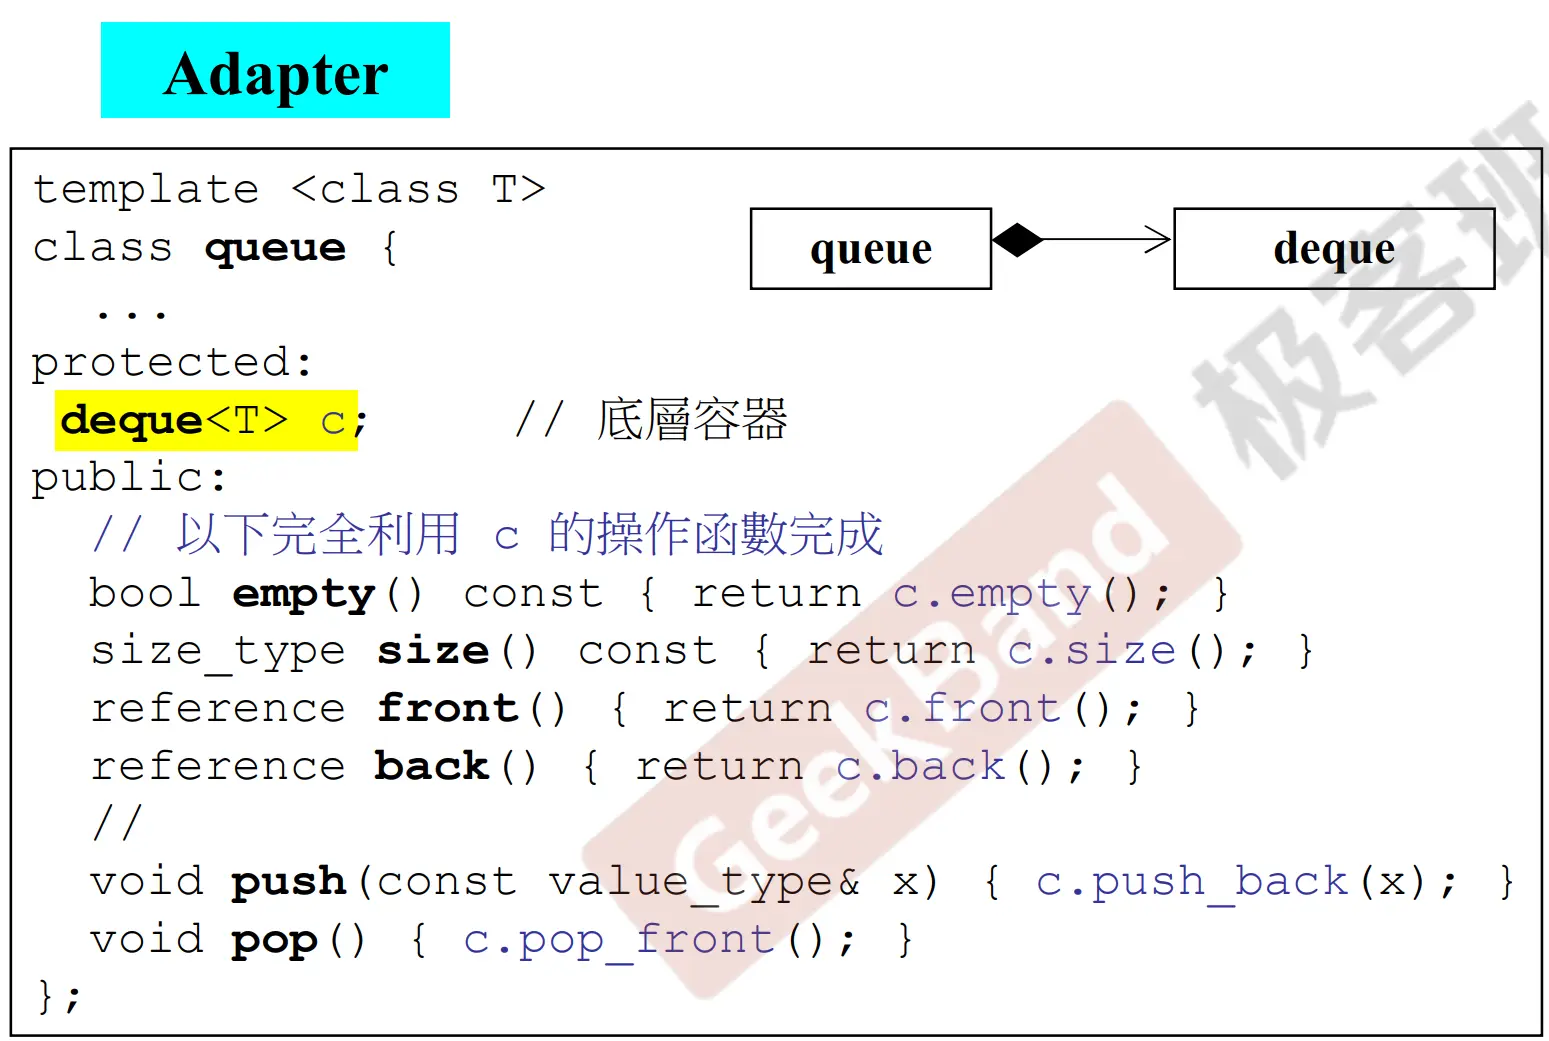 Adapter
template <class T>
class queue {
...
protected:
deque<T> c; // 底層容器
public:
// 以下完全利用 c 的操作函數完成
bool empty() const { return c.empty(); }
size_type size() const { return c.size(); }
reference front() { return c.front(); }
reference back() { return c.back(); }
//
void push(const value_type& x) { c.push_back(x); }
void pop() { c.pop_front(); }
};
queue
deque
GeekBand
极客班